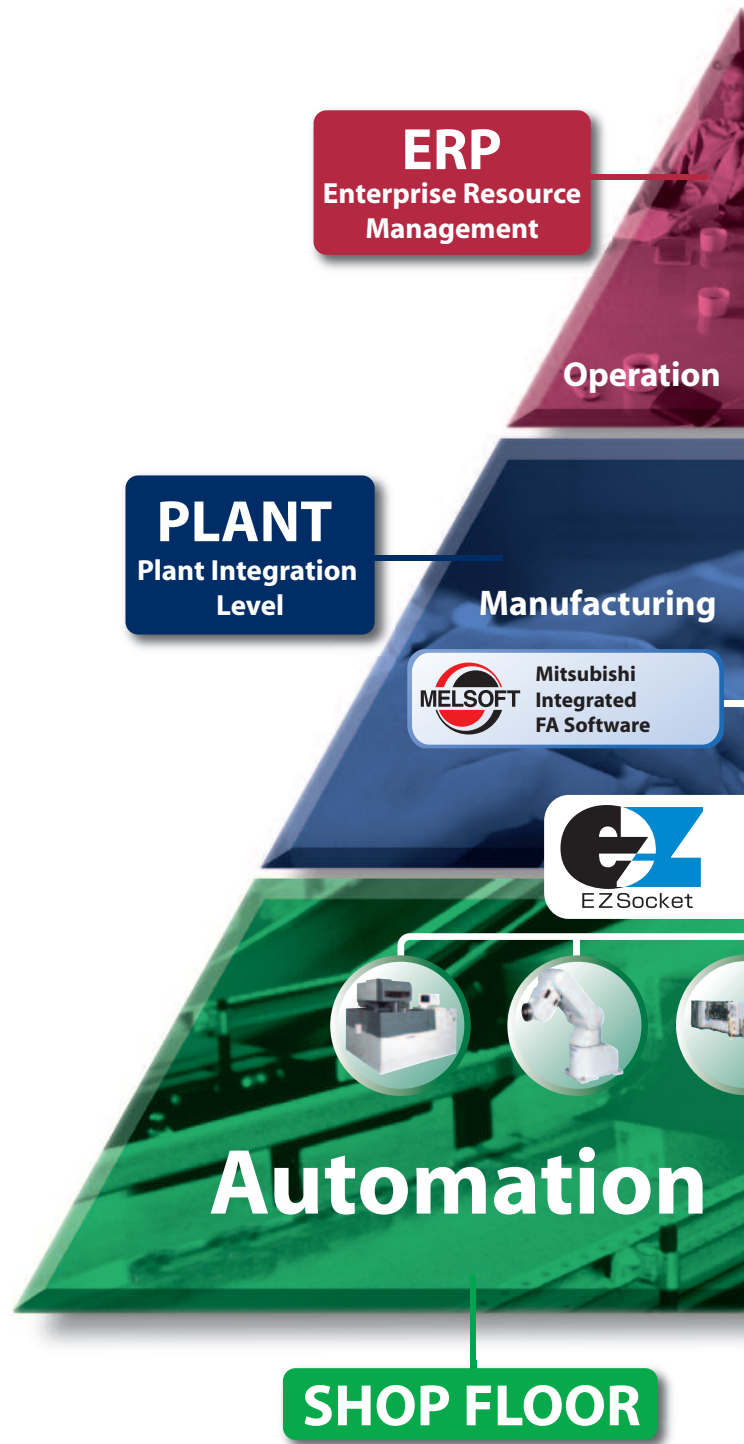 ERP
Enterprise Resource
Management
Operation
PLANT
Plant Integration
Level
Manufacturing
MELSOFT
Mitsubishi
Integrated
FA Software
eZ
EZSocket
Automation
SHOP FLOOR